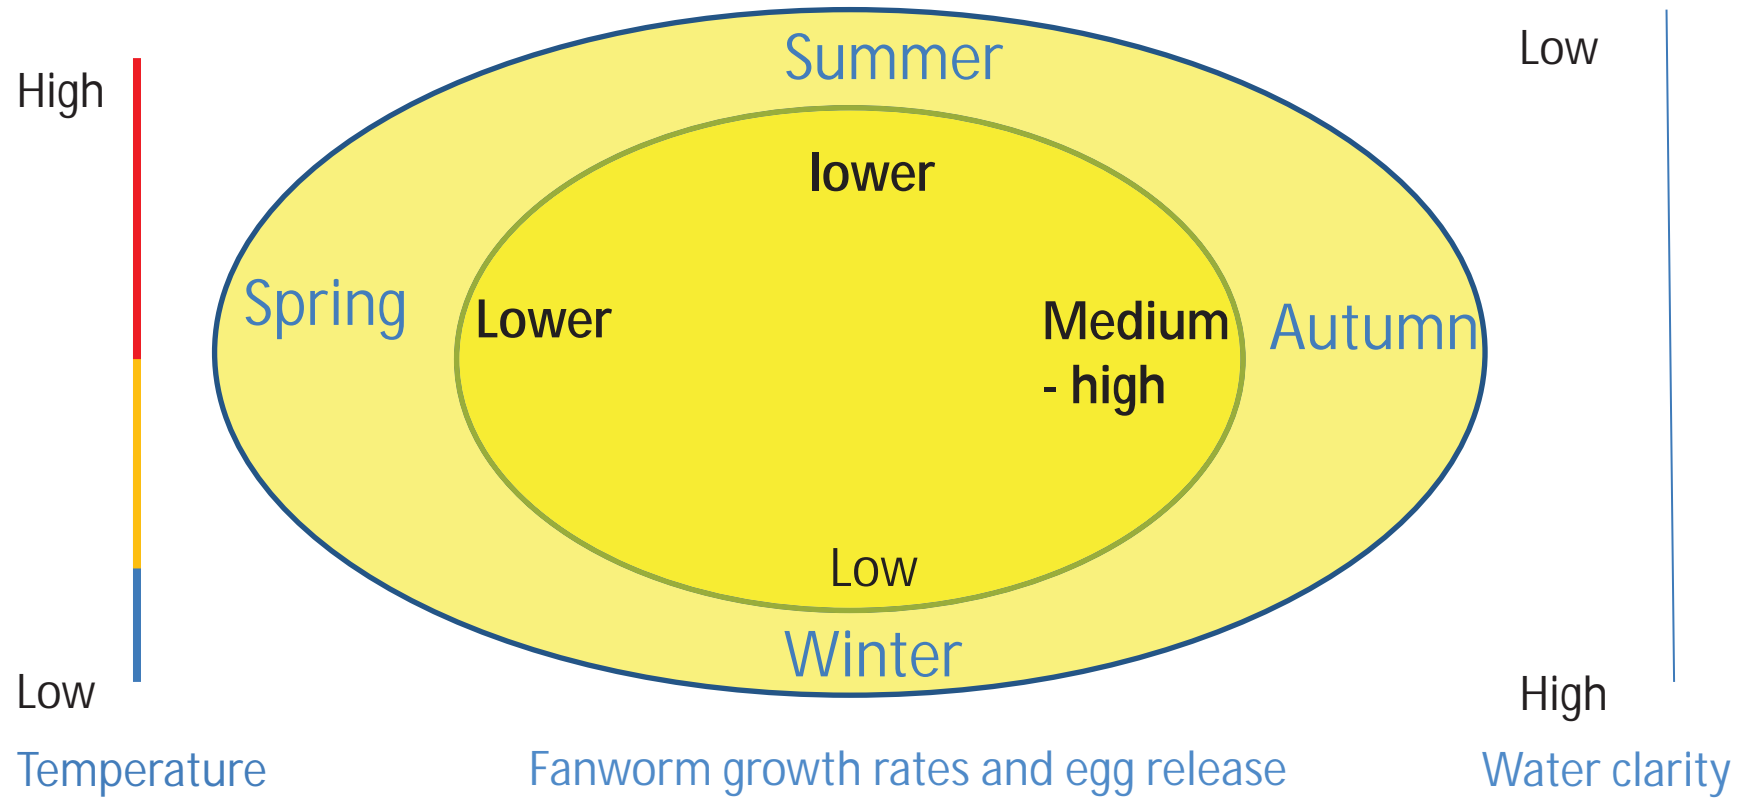 Summer
Low
High
lower
Spring
Lower
Medium
- high
Autumn
Low
Winter
Low
High
Temperature
Fanworm growth rates and egg release
Water clarity